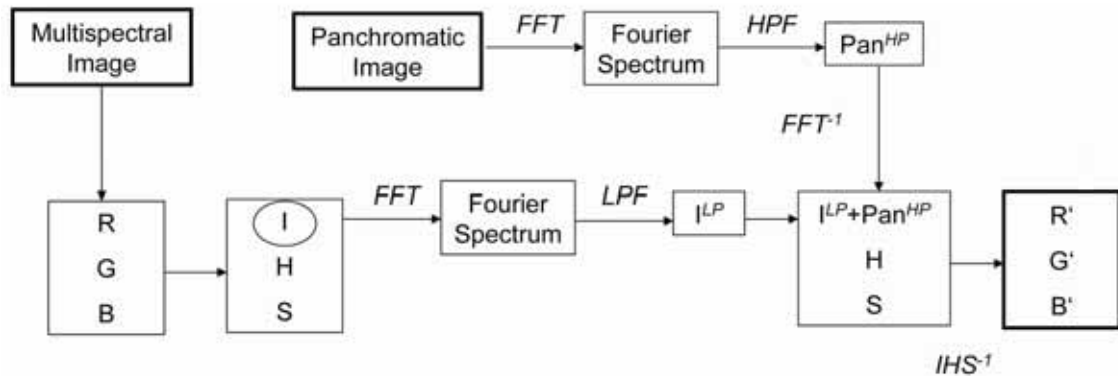 Multispectral
Image
Panchromatic
Image
FFT
Fourier
Spectrum
HPF
Pan^HP
FFT^-1
R
G
B
I
H
S
FFT
Fourier
Spectrum
LPF
I^LP
I^LP+Pan^HP
H
S
R‘
G‘
B‘
IHS^-1